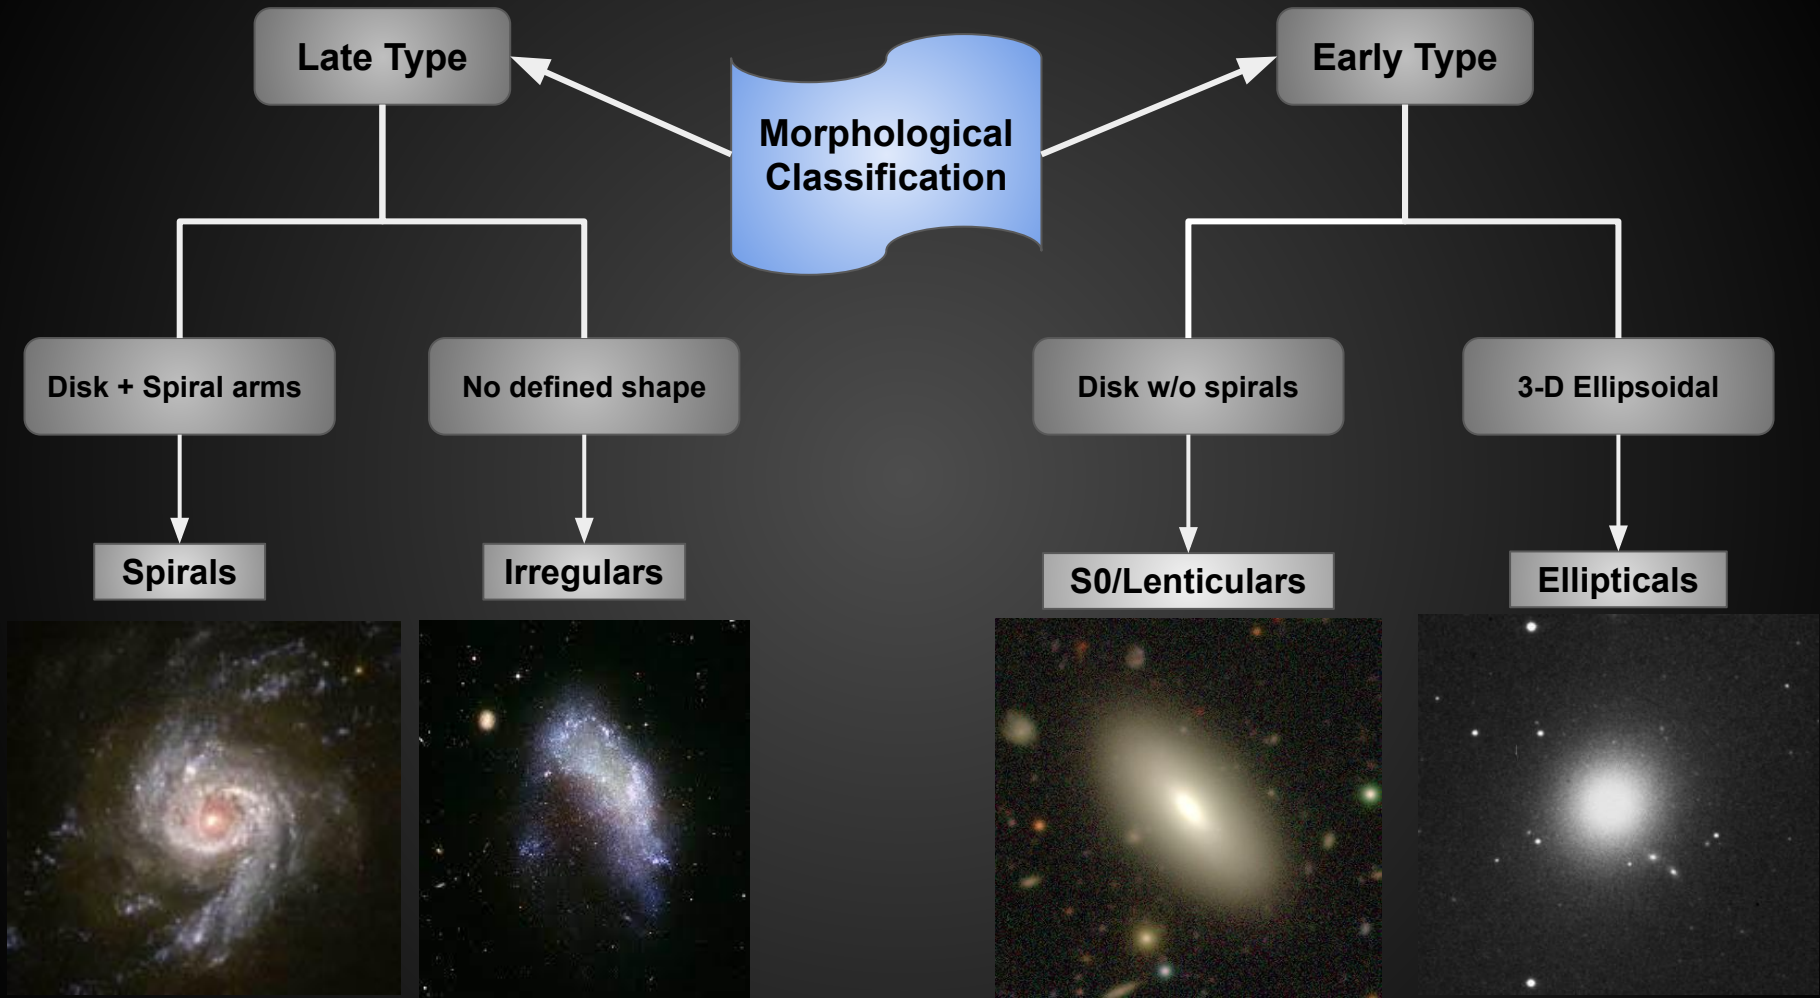 Late Type
Morphological
Classification
Early Type
Disk + Spiral arms
No defined shape
Disk w/o spirals
3-D Ellipsoidal
Spirals
Irregulars
S0/Lenticulars
Ellipticals